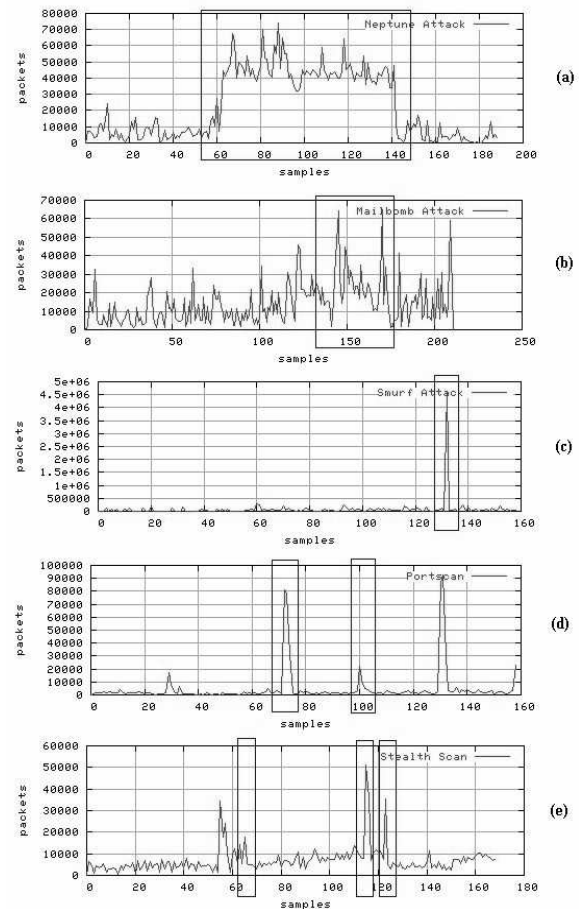 80000
Neptune Attack
70000
60000
50000
40000
30000
20000
10000
0
packets
0 20 40 60 80 100 120 140 160 180 200
samples
(a)
70000
Mailbomb Attack
60000
50000
40000
30000
20000
10000
0
packets
0 50 100 150 200 250
samples
(b)
5e+06
Smurf Attack
4.5e+06
4e+06
3.5e+06
3e+06
2.5e+06
2e+06
1.5e+06
1e+06
500000
0
packets
0 20 40 60 80 100 120 140 160
samples
(c)
100000
Portscan
90000
80000
70000
60000
50000
40000
30000
20000
10000
0
packets
0 20 40 60 80 100 120 140 160
samples
(d)
60000
Stealth Scan
50000
40000
30000
20000
10000
0
packets
0 20 40 60 80 100 120 140 160 180
samples
(e)